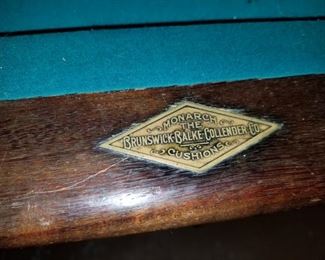 MONARCH
THE
BRUNSWICK-BALKE-COLLENDER-CO
CUSHIONS